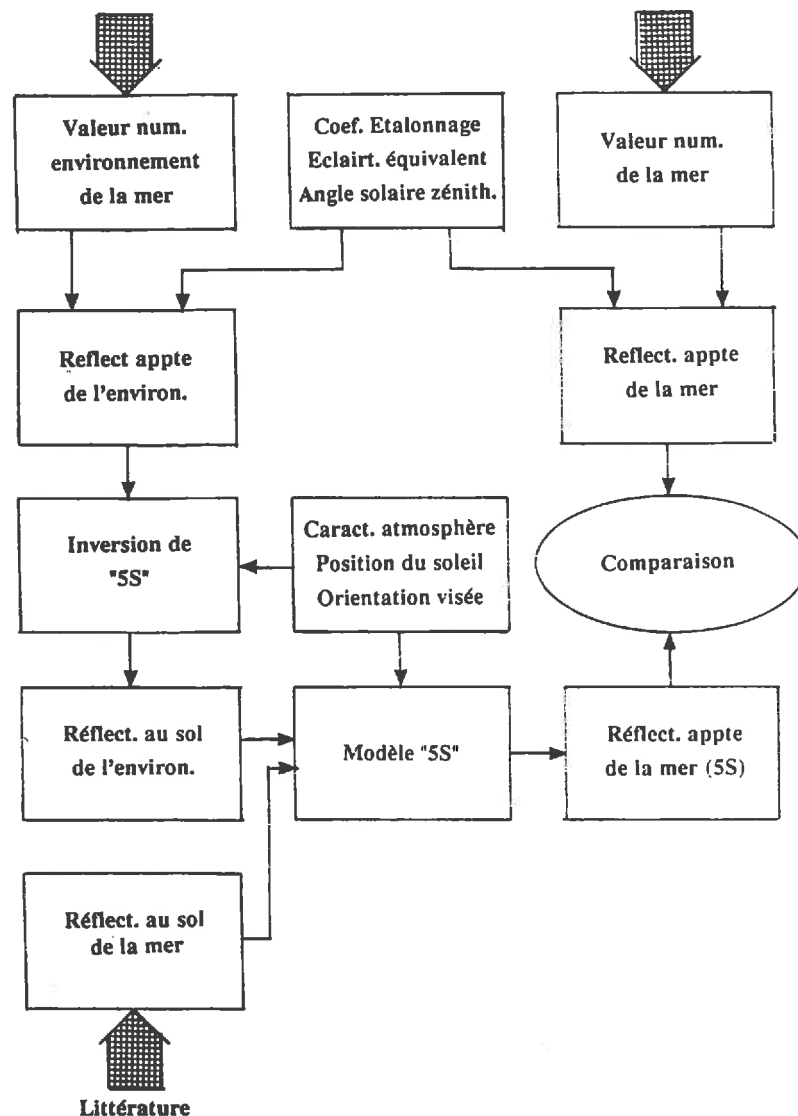 Valeur num.
environnement
de la mer
Coef. Etalonnage
Eclairt. équivalent
Angle solaire zénith.
Valeur num.
de la mer
Reflect appte
de l'environ.
Reflect. appte
de la mer
Inversion de
"5S"
Caract. atmosphère
Position du soleil
Orientation visée
Comparaison
Réflect. au sol
de l'environ.
Modèle "5S"
Réflect. appte
de la mer (5S)
Réflect. au sol
de la mer
Littérature